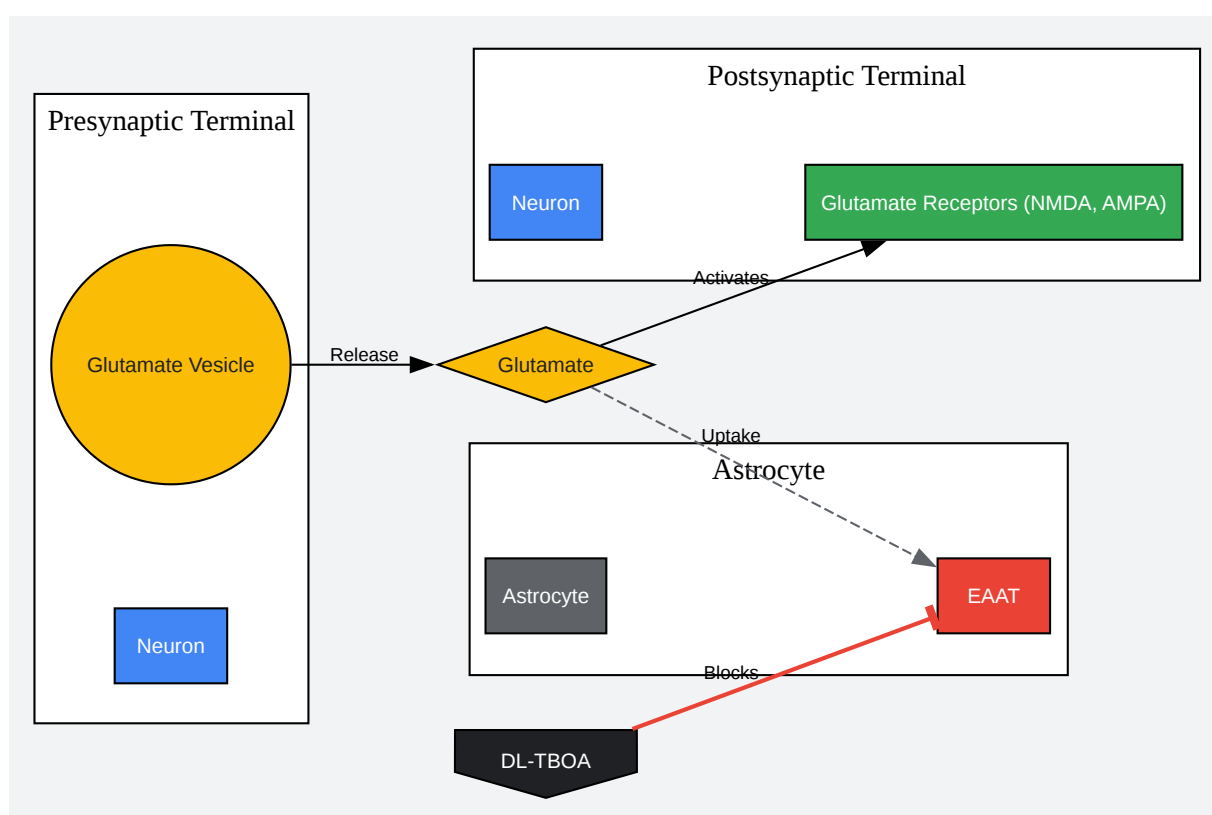 Presynaptic Terminal
Glutamate Vesicle
Neuron
Release
Glutamate
Postsynaptic Terminal
Neuron
Glutamate Receptors (NMDA, AMPA)
Activates
Uptake
Astrocyte
Astrocyte
EAAT
Blocks
DL-TBOA